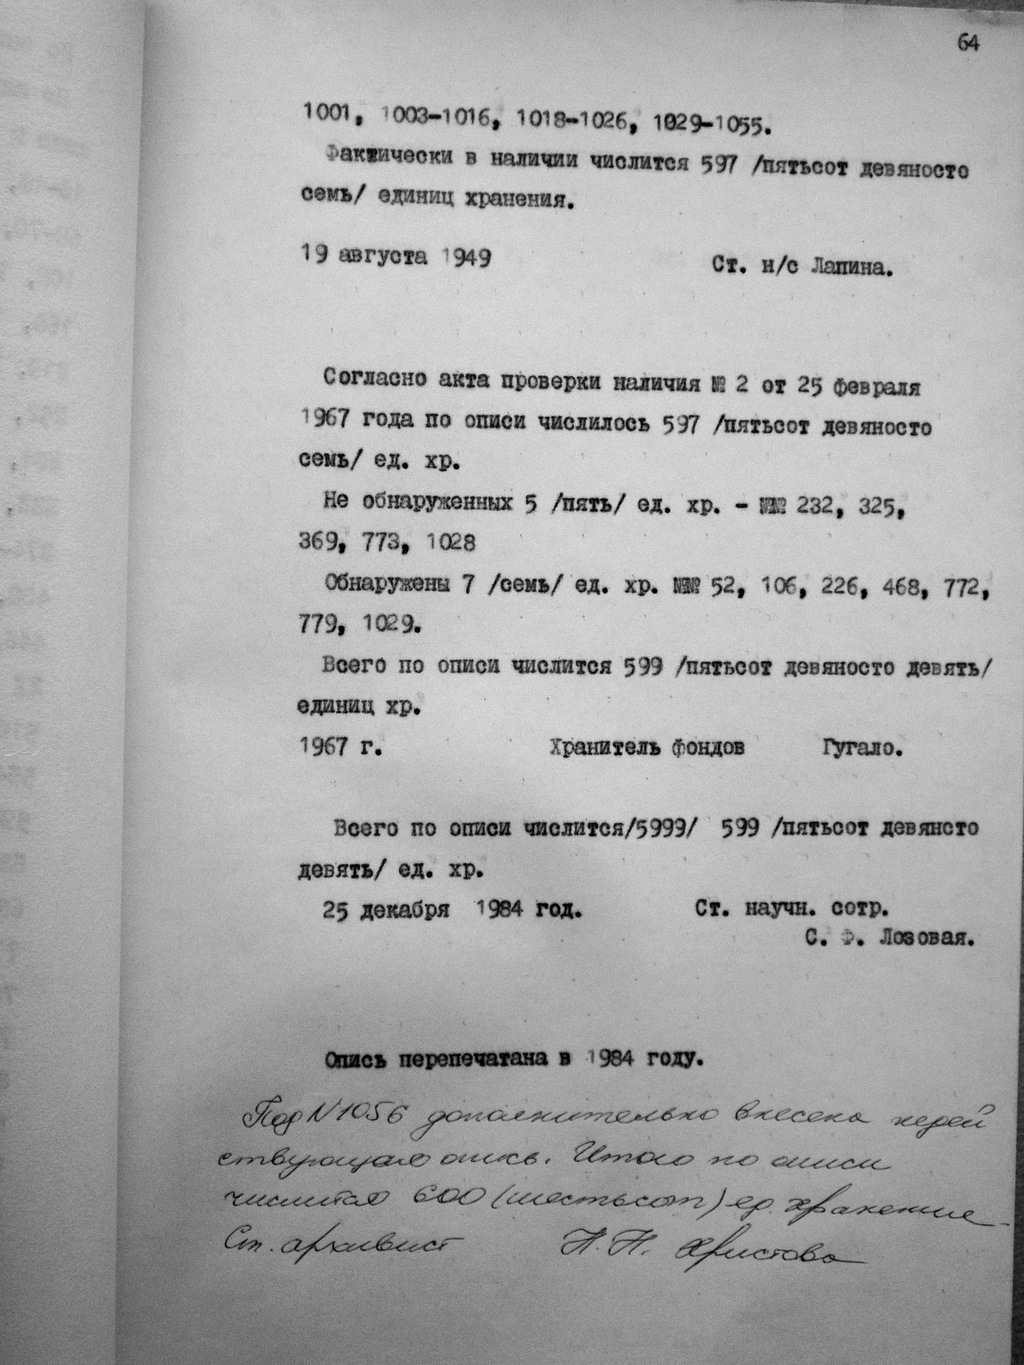 64
1001, 1003-1016, 1018-1026, 1029-1055.
Фактически в наличии числится 597 /пятьсот девяносто
семь/ единиц хранения.
19 августа 1949 Ст. н/с Лапина.
Согласно акта проверки наличия № 2 от 25 февраля
1967 года по описи числилось 597 /пятьсот девяносто
семь/ ед. хр.
Не обнаруженных 5 /пять/ ед. хр. - №№ 232, 325,
369, 773, 1028
Обнаружены 7 /семь/ ед. хр. №№ 52, 106, 226, 468, 772,
779, 1029.
Всего по описи числится 599 /пятьсот девяносто девять/
единиц хр.
1967 г. Хранитель фондов Гугало.
Всего по описи числится/5999/ 599 /пятьсот девянсто
девять/ ед. хр.
25 декабря 1984 год. Ст. научн. сотр.
С. Ф. Лозовая.
Опись перепечатана в 1984 году.
Под N 1056 дополнительно внесена недей
ствующая опись. Итого по описи
числится 600 (шестьсот) ед. хранения
Ст. архивист Н.Н. Христова